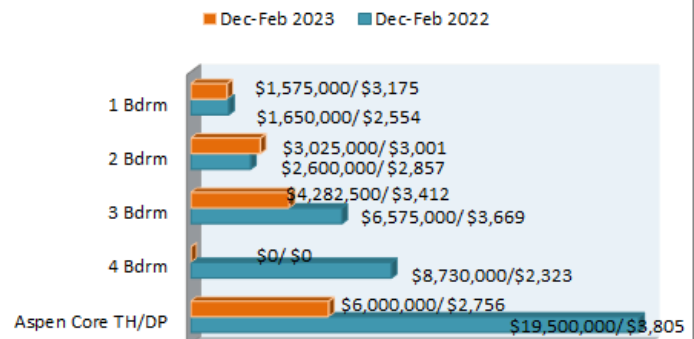 Dec-Feb 2023 Dec-Feb 2022
1 Bdrm
$1,575,000/ $3,175
$1,650,000/ $2,554
2 Bdrm
$3,025,000/ $3,001
$2,600,000/ $2,857
3 Bdrm
$4,282,500/ $3,412
$6,575,000/ $3,669
4 Bdrm
$0/ $0
$8,730,000/$2,323
Aspen Core TH/DP
$6,000,000/ $2,756
$19,500,000/ $3,805